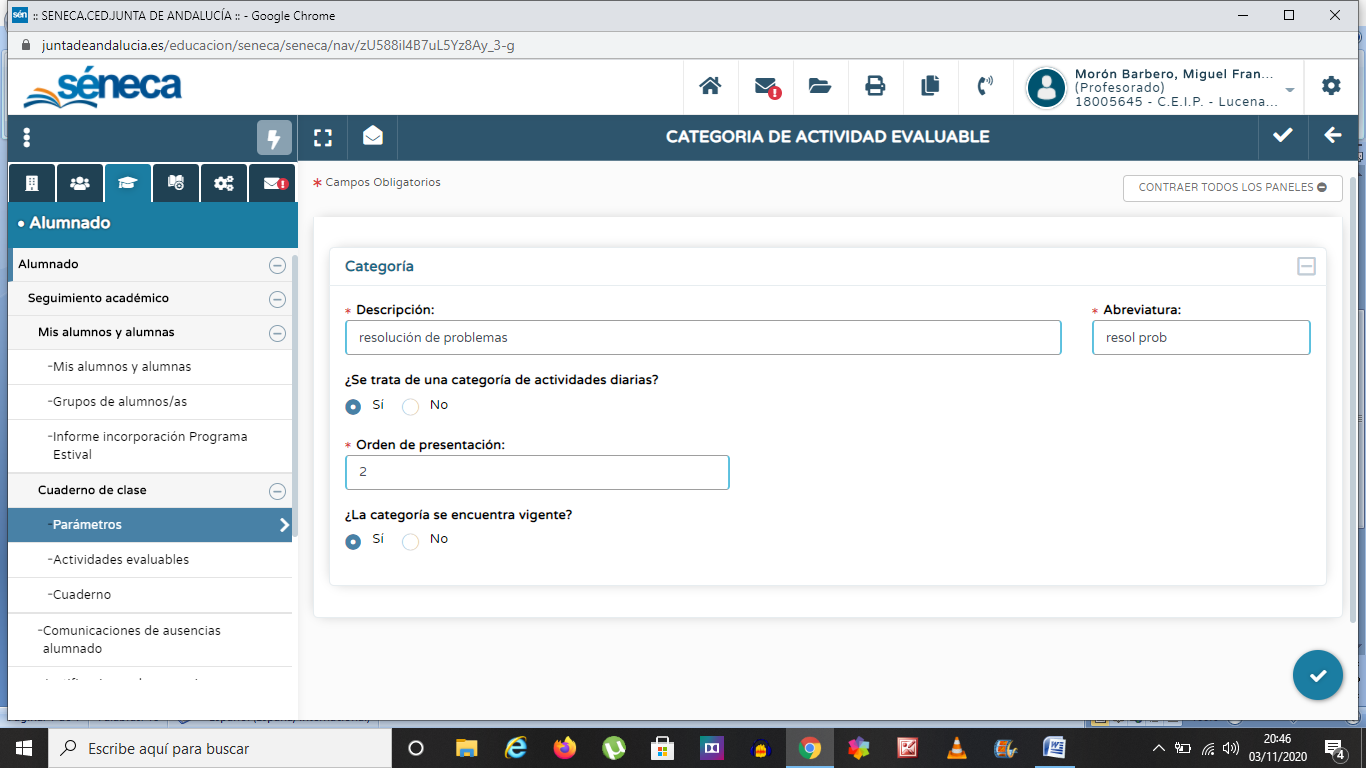 sén :: SENECA.CEDJUNTA DE ANDALUCÍA :: - Google Chrome
juntadeandalucia.es/educacion/seneca/seneca/nav/zU588iI4B7uL5Yz8Ay_3-g
séneca
Morón Barbero, Miguel Fran...
(Profesorado)
18005645 - C.E.I.P. - Lucena...
CATEGORIA DE ACTIVIDAD EVALUABLE
• Alumnado
* Campos Obligatorios
CONTRAER TODOS LOS PANELES
Alumnado
Seguimiento académico
Mis alumnos y alumnas
-Mis alumnos y alumnas
-Grupos de alumnos/as
-Informe incorporación Programa
Estival
Cuaderno de clase
-Parámetros
-Actividades evaluables
-Cuaderno
-Comunicaciones de ausencias
alumnado
Categoría
* Descripción:
resolución de problemas
* Abreviatura:
resol prob
¿Se trata de una categoría de actividades diarias?
Sí No
* Orden de presentación:
2
¿La categoría se encuentra vigente?
Sí No
Escribe aquí para buscar
20:46
03/11/2020
4